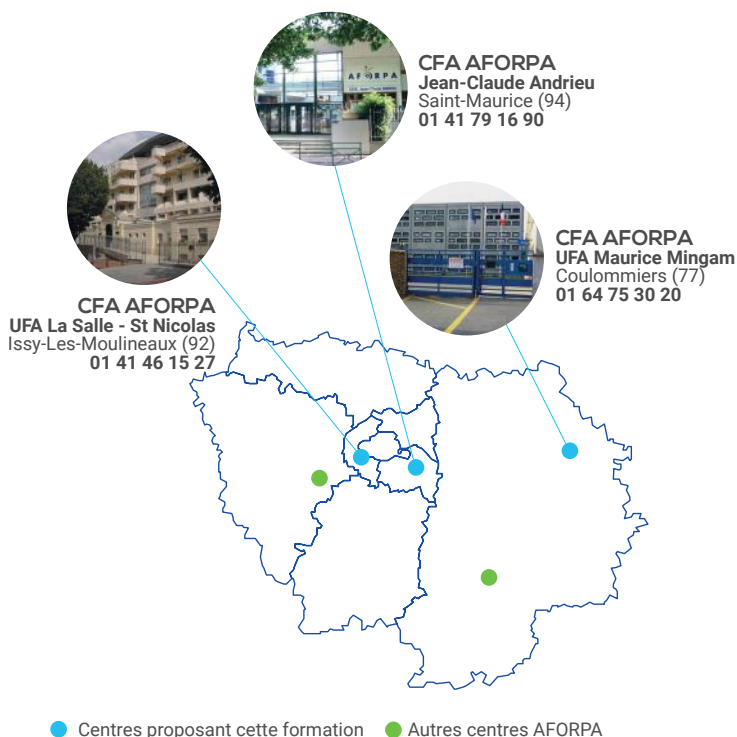 AFORPA
CFA AFORPA
Jean-Claude Andrieu
Saint-Maurice (94)
01 41 79 16 90
CFA AFORPA
UFA Maurice Mingam
Coulommiers (77)
01 64 75 30 20
CFA AFORPA
UFA La Salle - St Nicolas
Issy-Les-Moulineaux (92)
01 41 46 15 27
Centres proposant cette formation
Autres centres AFORPA